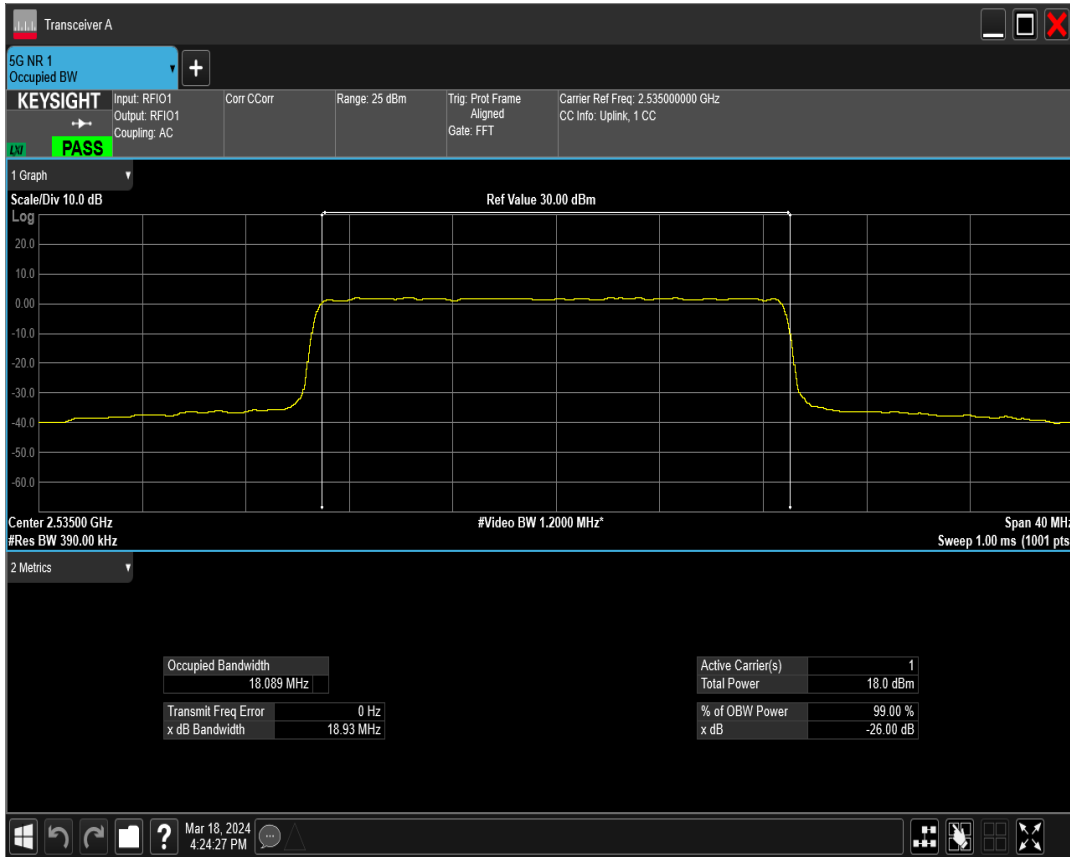 Transceiver A
5G NR 1
Occupied BW
KEYSIGHT
LXI
PASS
Input: RFIO1
Output: RFIO1
Coupling: AC
Corr CCorr
Range: 25 dBm
Trig: Prot Frame
Aligned
Gate: FFT
Carrier Ref Freq: 2.535000000 GHz
CC Info: Uplink, 1 CC
1 Graph
Scale/Div 10.0 dB
Ref Value 30.00 dBm
Log
20.0
10.0
0.00
-10.0
-20.0
-30.0
-40.0
-50.0
-60.0
Center 2.53500 GHz
#Video BW 1.2000 MHz*
Span 40 MHz
#Res BW 390.00 kHz
Sweep 1.00 ms (1001 pts
2 Metrics
Occupied Bandwidth
18.089 MHz
Transmit Freq Error 0 Hz
x dB Bandwidth 18.93 MHz
Active Carrier(s) 1
Total Power 18.0 dBm
% of OBW Power 99.00 %
x dB -26.00 dB
?
Mar 18, 2024
4:24:27 PM